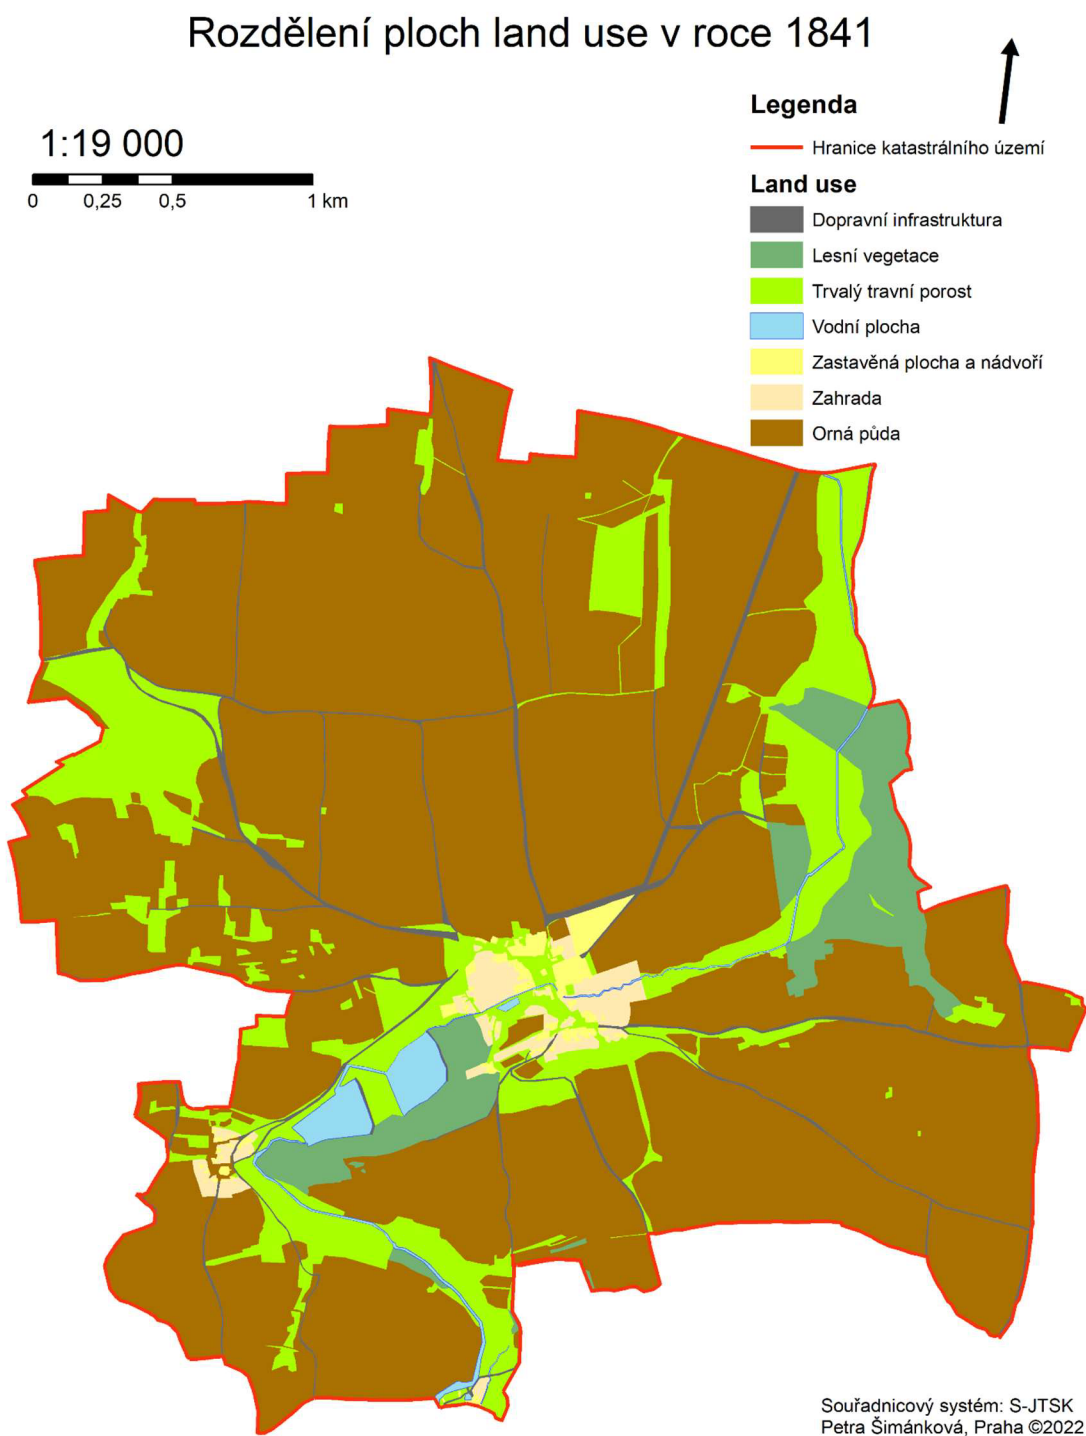 Rozdělení ploch land use v roce 1841
1:19 000
0 0,25 0,5 1 km
Legenda
Hranice katastrálního území
Land use
Dopravní infrastruktura
Lesní vegetace
Trvalý travní porost
Vodní plocha
Zastavěná plocha a nádvoří
Zahrada
Orná půda
Souřadnicový systém: S-JTSK
Petra Šimánková, Praha ©2022